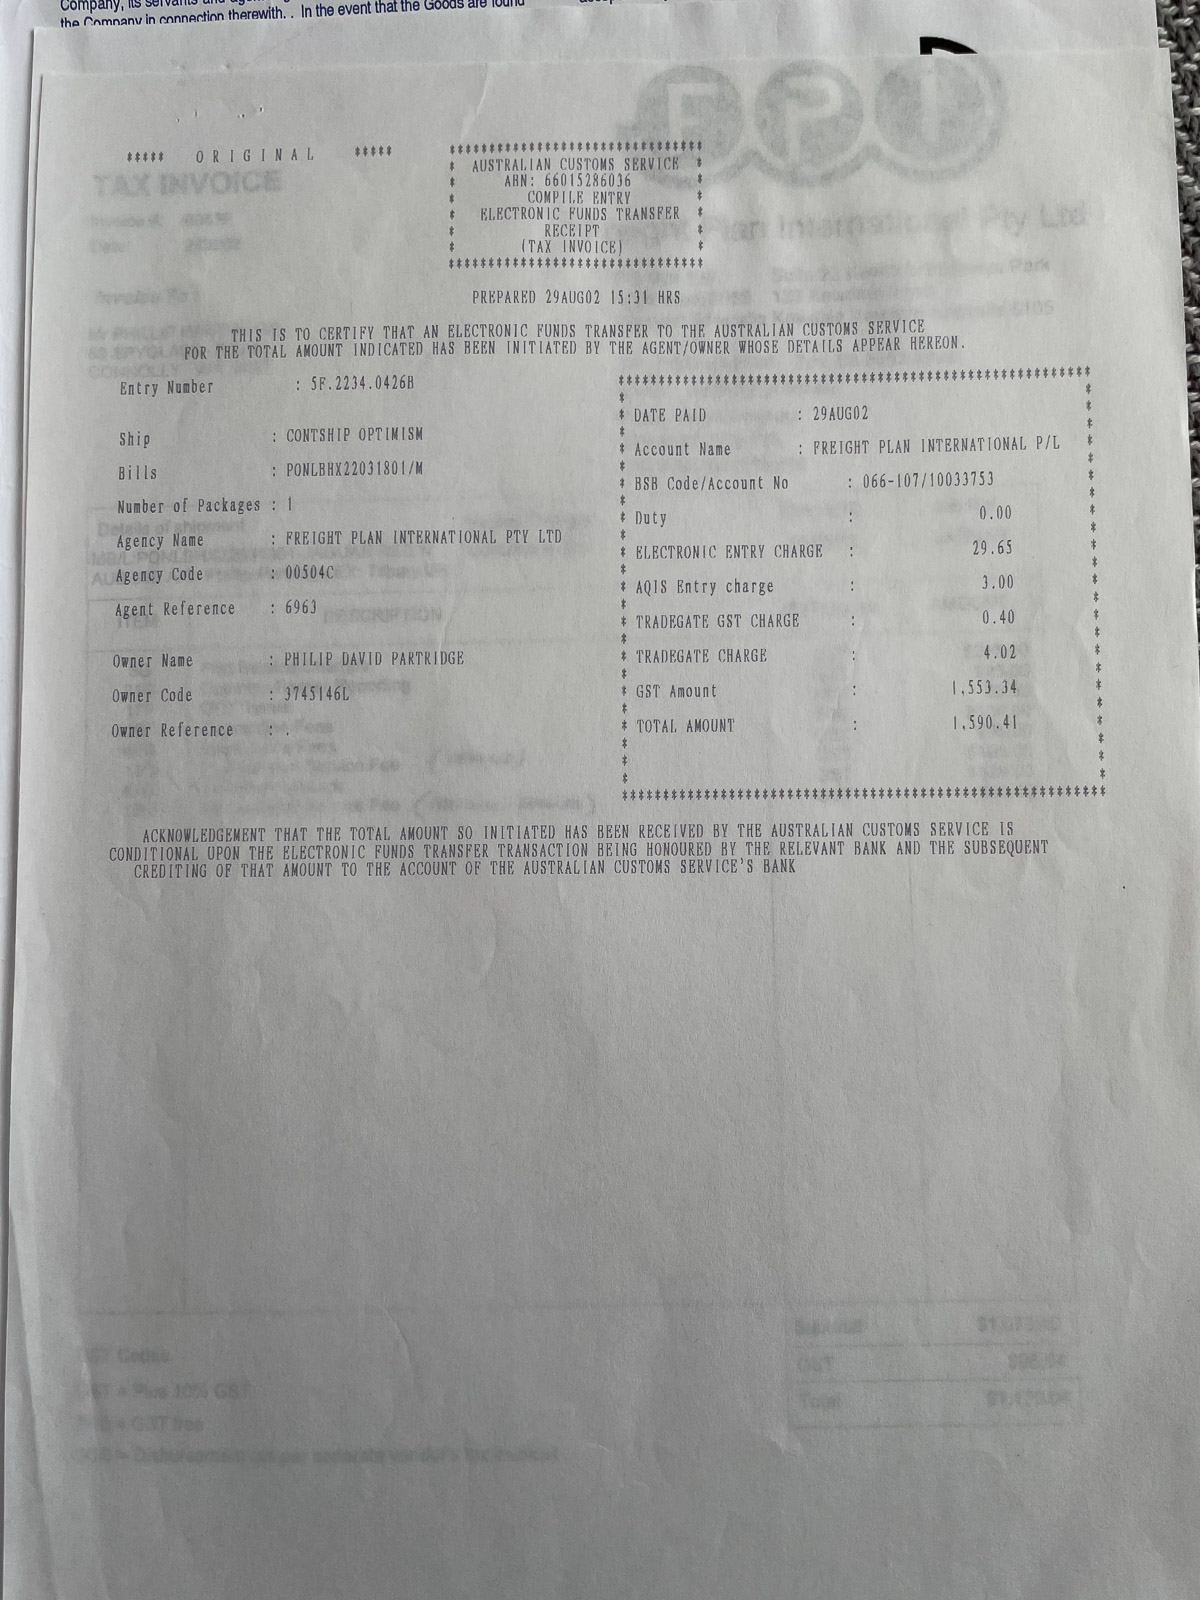 Company, its servants and
the Company in connection therewith. . In the event that the Goods are found
***** ORIGINAL *****
*******************************
* AUSTRALIAN CUSTOMS SERVICE *
* ABN: 66015286036 *
* COMPILE ENTRY *
* ELECTRONIC FUNDS TRANSFER *
* RECEIPT *
* (TAX INVOICE) *
*******************************
PREPARED 29AUG02 15:31 HRS
THIS IS TO CERTIFY THAT AN ELECTRONIC FUNDS TRANSFER TO THE AUSTRALIAN CUSTOMS SERVICE
FOR THE TOTAL AMOUNT INDICATED HAS BEEN INITIATED BY THE AGENT/OWNER WHOSE DETAILS APPEAR HEREON.
Entry Number : 5F.2234.0426B
Ship : CONTSHIP OPTIMISM
Bills : PONLBHX22031801/M
Number of Packages : 1
Agency Name : FREIGHT PLAN INTERNATIONAL PTY LTD
Agency Code : 00504C
Agent Reference : 6963
Owner Name : PHILIP DAVID PARTRIDGE
Owner Code : 3745146L
Owner Reference : .
DATE PAID : 29AUG02
Account Name : FREIGHT PLAN INTERNATIONAL P/L
BSB Code/Account No : 066-107/10033753
Duty : 0.00
ELECTRONIC ENTRY CHARGE : 29.65
AQIS Entry charge : 3.00
TRADEGATE GST CHARGE : 0.40
TRADEGATE CHARGE : 4.02
GST Amount : 1,553.34
TOTAL AMOUNT : 1,590.41
ACKNOWLEDGEMENT THAT THE TOTAL AMOUNT SO INITIATED HAS BEEN RECEIVED BY THE AUSTRALIAN CUSTOMS SERVICE IS
CONDITIONAL UPON THE ELECTRONIC FUNDS TRANSFER TRANSACTION BEING HONOURED BY THE RELEVANT BANK AND THE SUBSEQUENT
CREDITING OF THAT AMOUNT TO THE ACCOUNT OF THE AUSTRALIAN CUSTOMS SERVICE'S BANK